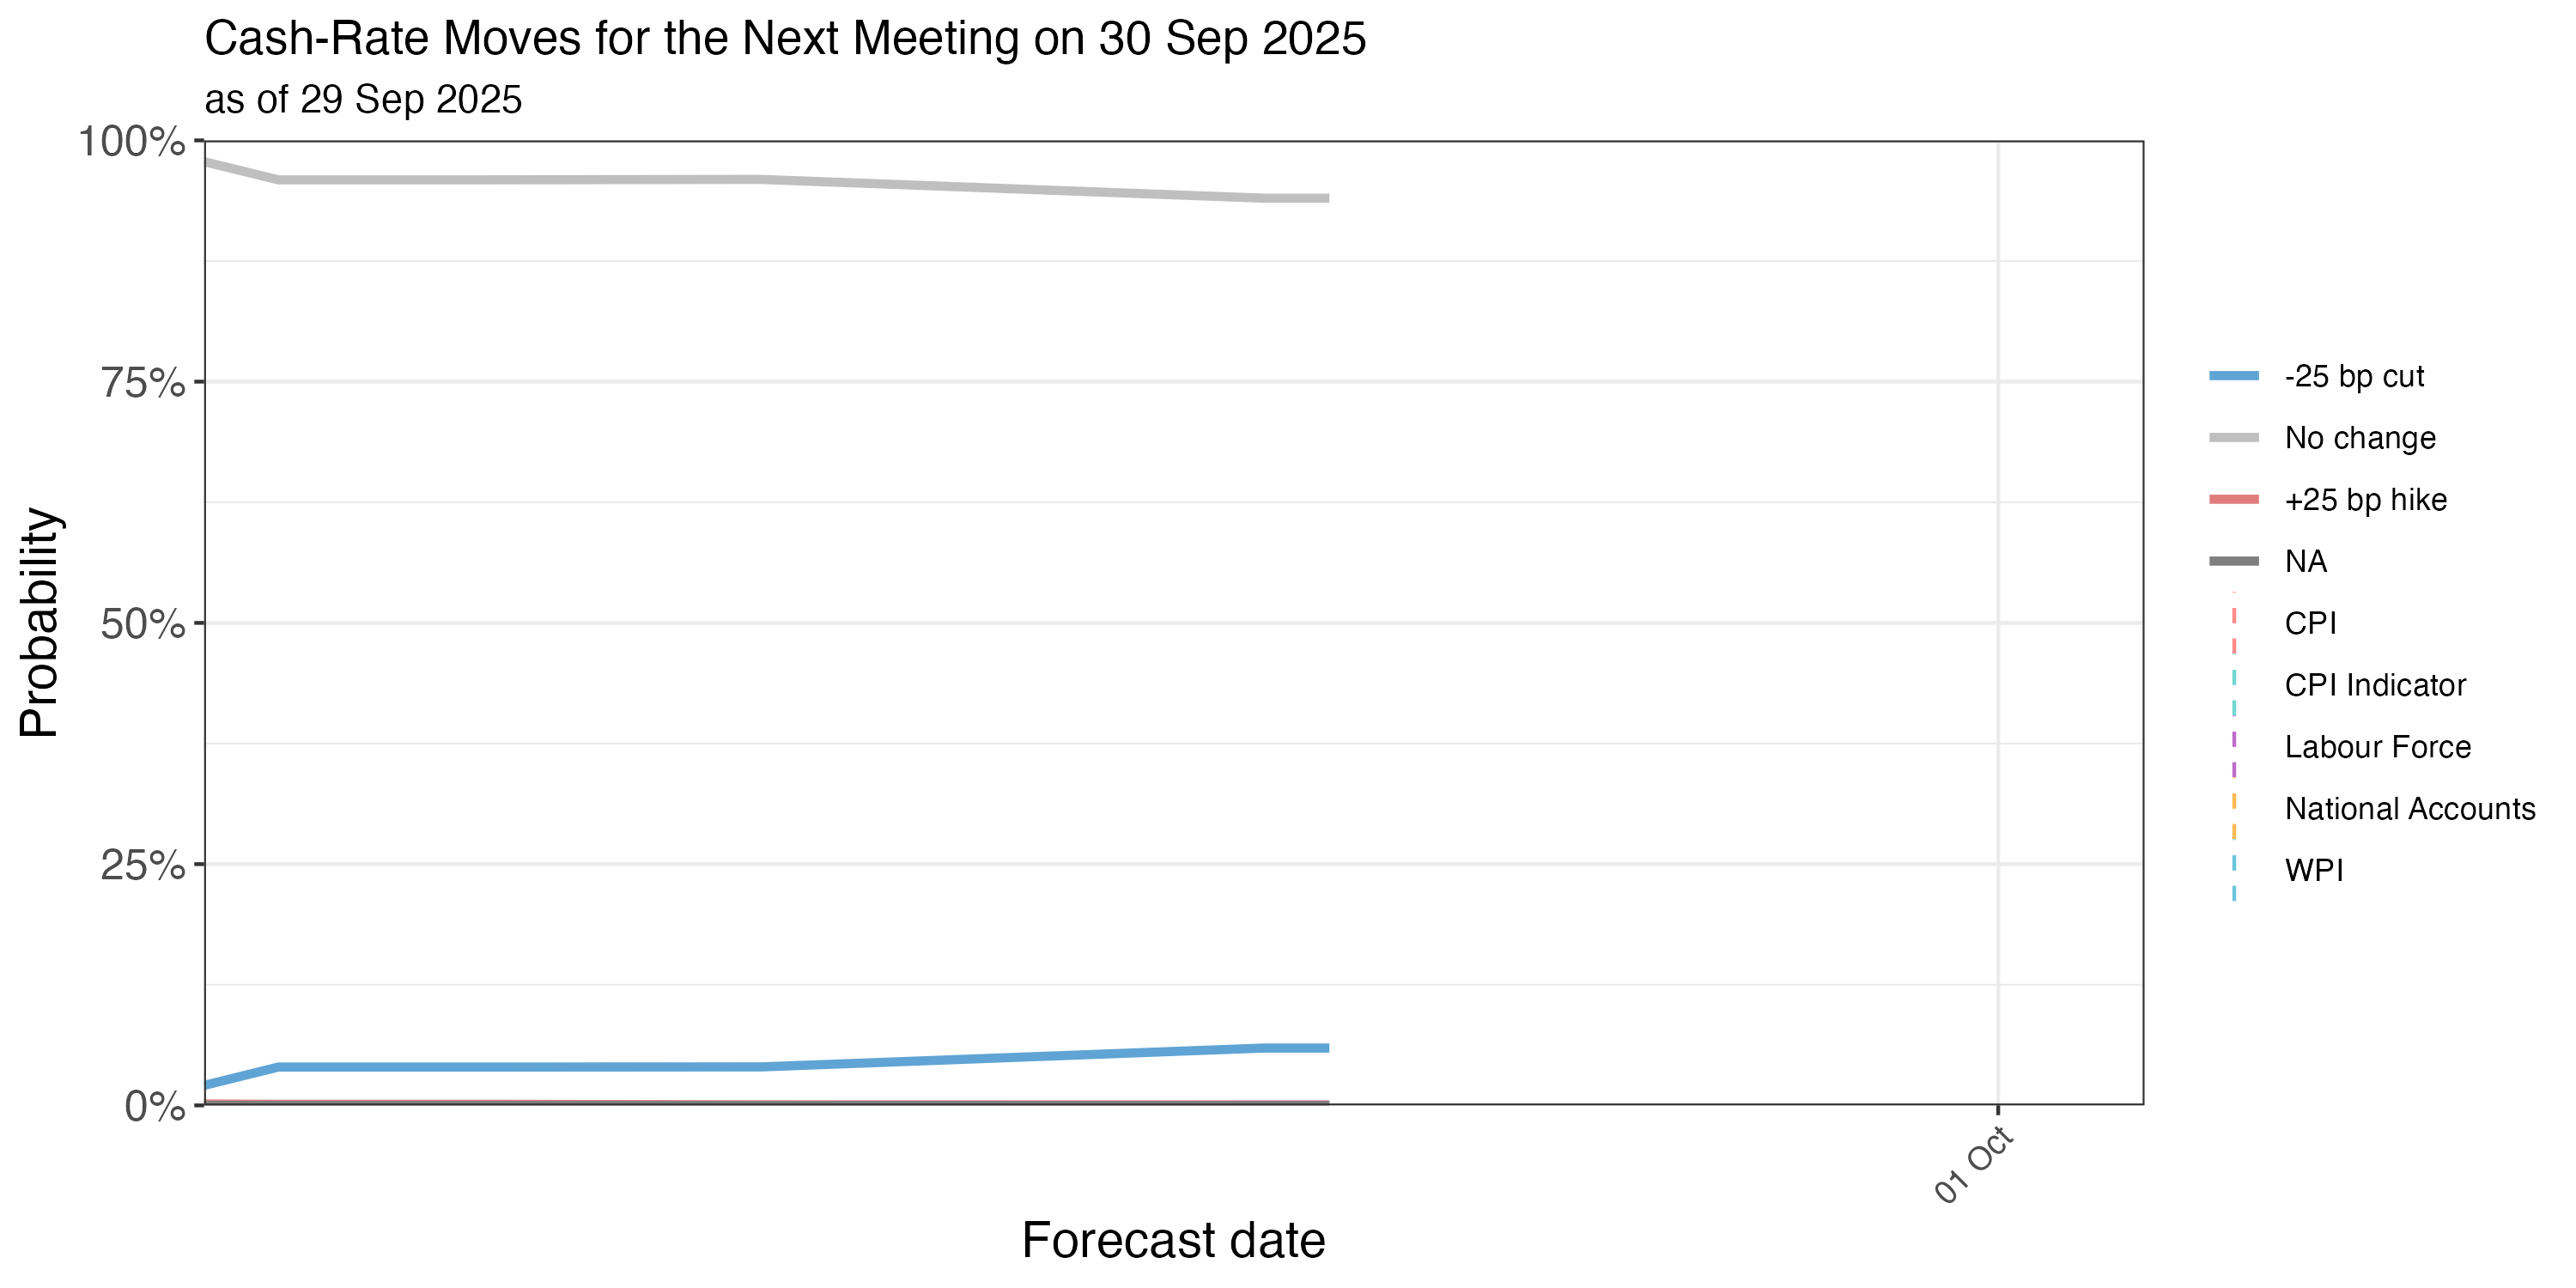 Cash-Rate Moves for the Next Meeting on 30 Sep 2025
as of 29 Sep 2025
100%
75%
50%
25%
0%
Probability
01 Oct
Forecast date
-25 bp cut
No change
+25 bp hike
NA
CPI
CPI Indicator
Labour Force
National Accounts
WPI